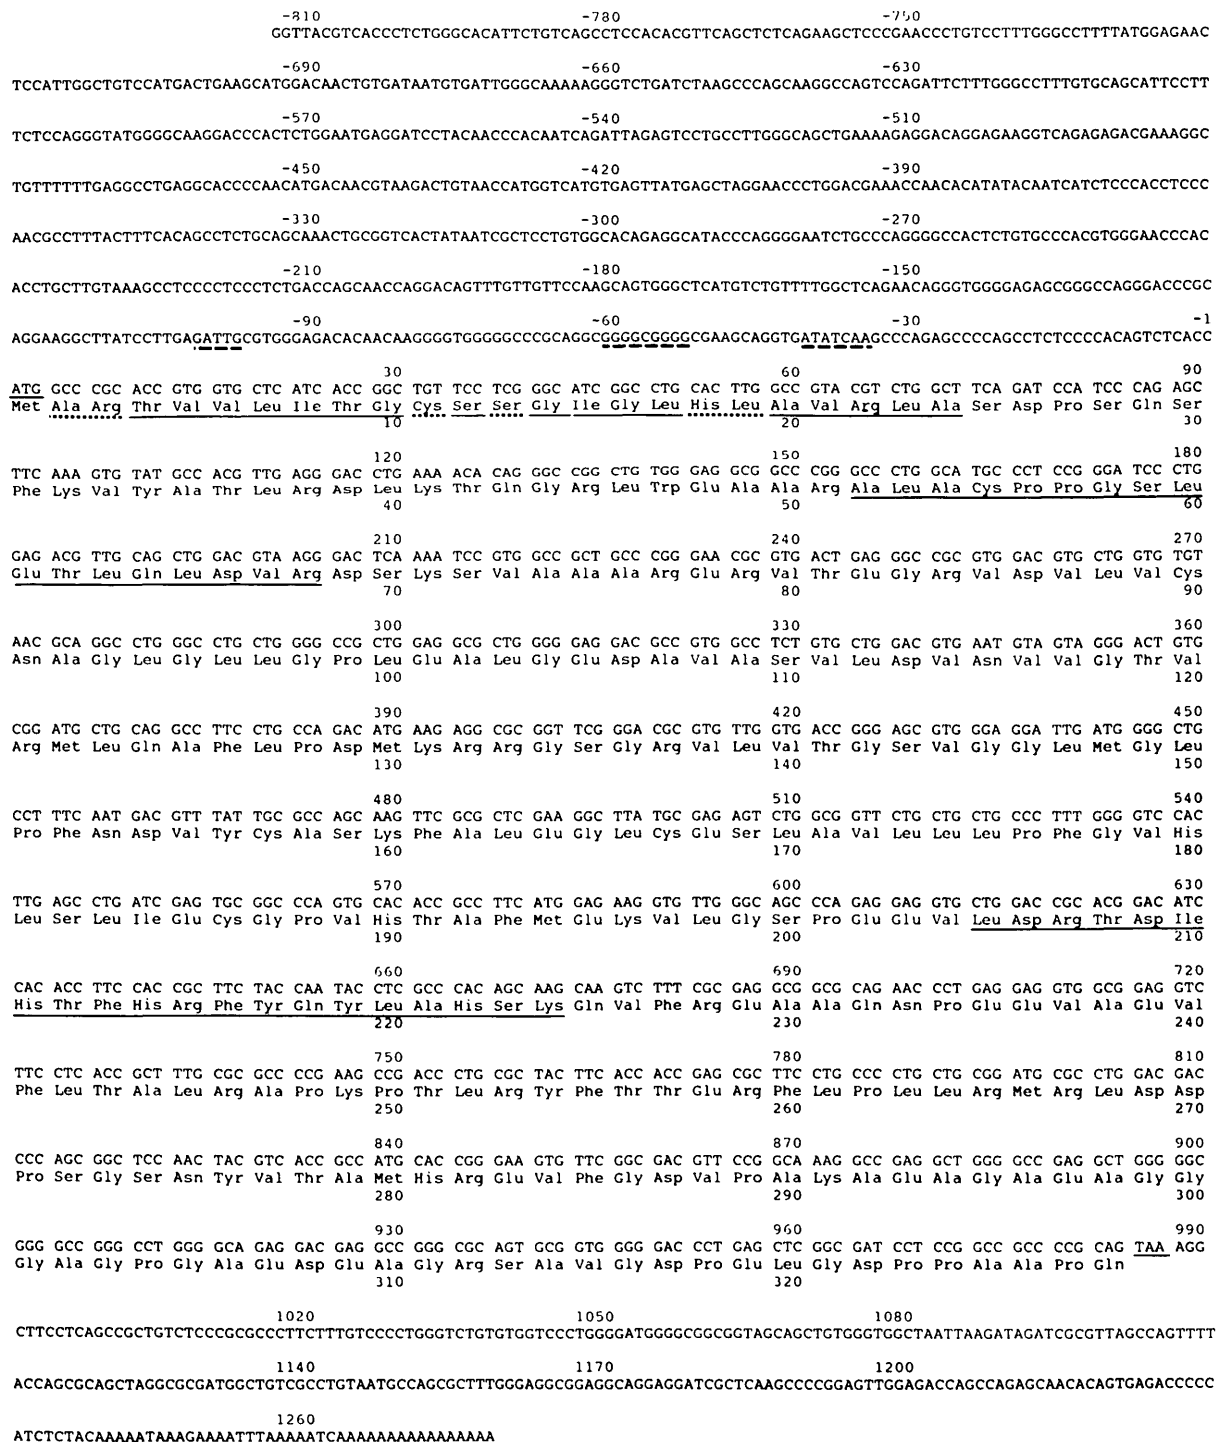 -810 -780 -750
GGTTACGTCACCCTCTGGGCACATTCTGTCAGCCTCCACACGTTCAGCTCTCAGAAGCTCCCGAACCCTGTCCTTTGGGCCTTTTATGGAGAAC
-690 -660 -630
TCCATTGGCTGTCCATGACTGAAGCATGGACAACTGTGATAATGTGATTGGGCAAAAAGGGTCTGATCTAAGCCCAGCAAGGCCAGTCCAGATTCTTTGGGCCTTTGTGCAGCATTCCTT
-570 -540 -510
TCTCCAGGGTATGGGGCAAGGACCCACTCTGGAATGAGGATCCTACAACCCACAATCAGATTAGAGTCCTGCCTTGGGCAGCTGAAAAGAGGACAGGAGAAGGTCAGAGAGACGAAAGGC
-450 -420 -390
TGTTTTTTGAGGCCTGAGGCACCCCAACATGACAACGTAAGACTGTAACCATGGTCATGTGAGTTATGAGCTAGGAACCCTGGACGAAACCAACACATATACAATCATCTCCCACCTCCC
-330 -300 -270
AACGCCTTTACTTTCACAGCCTCTGCAGCAAACTGCGGTCACTATAATCGCTCCTGTGGCACAGAGGCATACCCAGGGGAATCTGCCCAGGGGCCACTCTGTGCCCACGTGGGAACCCAC
-210 -180 -150
ACCTGCTTGTAAAGCCTCCCCTCCCTCTGACCAGCAACCAGGACAGTTTGTTGTTCCAAGCAGTGGGCTCATGTCTGTTTTGGCTCAGAACAGGGTGGGGAGAGCGGGCCAGGGACCCGC
-90 -60 -30 -1
AGGAAGGCTTATCCTTGAGATTGCGTGGGAGACACAACAAGGGGTGGGGGCCCGCAGGCGGGGCGGGGCGAAGCAGGTGATATCAAGCCCAGAGCCCCAGCCTCTCCCCACAGTCTCACC
30 60 90
ATG GCC CGC ACC GTG GTG CTC ATC ACC GGC TGT TCC TCG GGC ATC GGC CTG CAC TTG GCC GTA CGT CTG GCT TCA GAT CCA TCC CAG AGC
Met Ala Arg Thr Val Val Leu Ile Thr Gly Cys Ser Ser Gly Ile Gly Leu His Leu Ala Val Arg Leu Ala Ser Asp Pro Ser Gln Ser
10 20 30
120 150 180
TTC AAA GTG TAT GCC ACG TTG AGG GAC CTG AAA ACA CAG GGC CGG CTG TGG GAG GCG GCC CGG GCC CTG GCA TGC CCT CCG GGA TCC CTG
Phe Lys Val Tyr Ala Thr Leu Arg Asp Leu Lys Thr Gln Gly Arg Leu Trp Glu Ala Ala Arg Ala Leu Ala Cys Pro Pro Gly Ser Leu
40 50 60
210 240 270
GAG ACG TTG CAG CTG GAC GTA AGG GAC TCA AAA TCC GTG GCC GCT GCC CGG GAA CGC GTG ACT GAG GGC CGC GTG GAC GTG CTG GTG TGT
Glu Thr Leu Gln Leu Asp Val Arg Asp Ser Lys Ser Val Ala Ala Ala Arg Glu Arg Val Thr Glu Gly Arg Val Asp Val Leu Val Cys
70 80 90
300 330 360
AAC GCA GGC CTG GGC CTG CTG GGG CCG CTG GAG GCG CTG GGG GAG GAC GCC GTG GCC TCT GTG CTG GAC GTG AAT GTA GTA GGG ACT GTG
Asn Ala Gly Leu Gly Leu Leu Gly Pro Leu Glu Ala Leu Gly Glu Asp Ala Val Ala Ser Val Leu Asp Val Asn Val Val Gly Thr Val
100 110 120
390 420 450
CGG ATG CTG CAG GCC TTC CTG CCA GAC ATG AAG AGG CGC GGT TCG GGA CGC GTG TTG GTG ACC GGG AGC GTG GGA GGA TTG ATG GGG CTG
Arg Met Leu Gln Ala Phe Leu Pro Asp Met Lys Arg Arg Gly Ser Gly Arg Val Leu Val Thr Gly Ser Val Gly Gly Leu Met Gly Leu
130 140 150
480 510 540
CCT TTC AAT GAC GTT TAT TGC GCC AGC AAG TTC GCG CTC GAA GGC TTA TGC GAG AGT CTG GCG GTT CTG CTG CTG CCC TTT GGG GTC CAC
Pro Phe Asn Asp Val Tyr Cys Ala Ser Lys Phe Ala Leu Glu Gly Leu Cys Glu Ser Leu Ala Val Leu Leu Leu Pro Phe Gly Val His
160 170 180
570 600 630
TTG AGC CTG ATC GAG TGC GGC CCA GTG CAC ACC GCC TTC ATG GAG AAG GTG TTG GGC AGC CCA GAG GAG GTG CTG GAC CGC ACG GAC ATC
Leu Ser Leu Ile Glu Cys Gly Pro Val His Thr Ala Phe Met Glu Lys Val Leu Gly Ser Pro Glu Glu Val Leu Asp Arg Thr Asp Ile
190 200 210
660 690 720
CAC ACC TTC CAC CGC TTC TAC CAA TAC CTC GCC CAC AGC AAG CAA GTC TTT CGC GAG GCG GCG CAG AAC CCT GAG GAG GTG GCG GAG GTC
His Thr Phe His Arg Phe Tyr Gln Tyr Leu Ala His Ser Lys Gln Val Phe Arg Glu Ala Ala Gln Asn Pro Glu Glu Val Ala Glu Val
220 230 240
750 780 810
TTC CTC ACC GCT TTG CGC GCC CCG AAG CCG ACC CTG CGC TAC TTC ACC ACC GAG CGC TTC CTG CCC CTG CTG CGG ATG CGC CTG GAC GAC
Phe Leu Thr Ala Leu Arg Ala Pro Lys Pro Thr Leu Arg Tyr Phe Thr Thr Glu Arg Phe Leu Pro Leu Leu Arg Met Arg Leu Asp Asp
250 260 270
840 870 900
CCC AGC GGC TCC AAC TAC GTC ACC GCC ATG CAC CGG GAA GTG TTC GGC GAC GTT CCG GCA AAG GCC GAG GCT GGG GCC GAG GCT GGG GGC
Pro Ser Gly Ser Asn Tyr Val Thr Ala Met His Arg Glu Val Phe Gly Asp Val Pro Ala Lys Ala Glu Ala Gly Ala Glu Ala Gly Gly
280 290 300
930 960 990
GGG GCC GGG CCT GGG GCA GAG GAC GAG GCC GGG CGC AGT GCG GTG GGG GAC CCT GAG CTC GGC GAT CCT CCG GCC GCC CCG CAG TAA AGG
Gly Ala Gly Pro Gly Ala Glu Asp Glu Ala Gly Arg Ser Ala Val Gly Asp Pro Glu Leu Gly Asp Pro Pro Ala Ala Pro Gln
310 320
1020 1050 1080
CTTCCTCAGCCGCTGTCTCCCGCGCCCTTCTTTGTCCCCTGGGTCTGTGTGGTCCCTGGGGATGGGGCGGCGGTAGCAGCTGTGGGTGGCTAATTAAGATAGATCGCGTTAGCCAGTTTT
1140 1170 1200
ACCAGCGCAGCTAGGCGCGATGGCTGTCGCCTGTAATGCCAGCGCTTTGGGAGGCGGAGGCAGGAGGATCGCTCAAGCCCCGGAGTTGGAGACCAGCCAGAGCAACACAGTGAGACCCCC
1260
ATCTCTACAAAAATAAAGAAAATTTAAAAATCAAAAAAAAAAAAAAAA